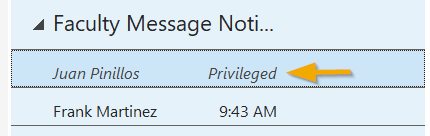 Faculty Message Noti...
Juan Pinillos Privileged
Frank Martinez 9:43 AM